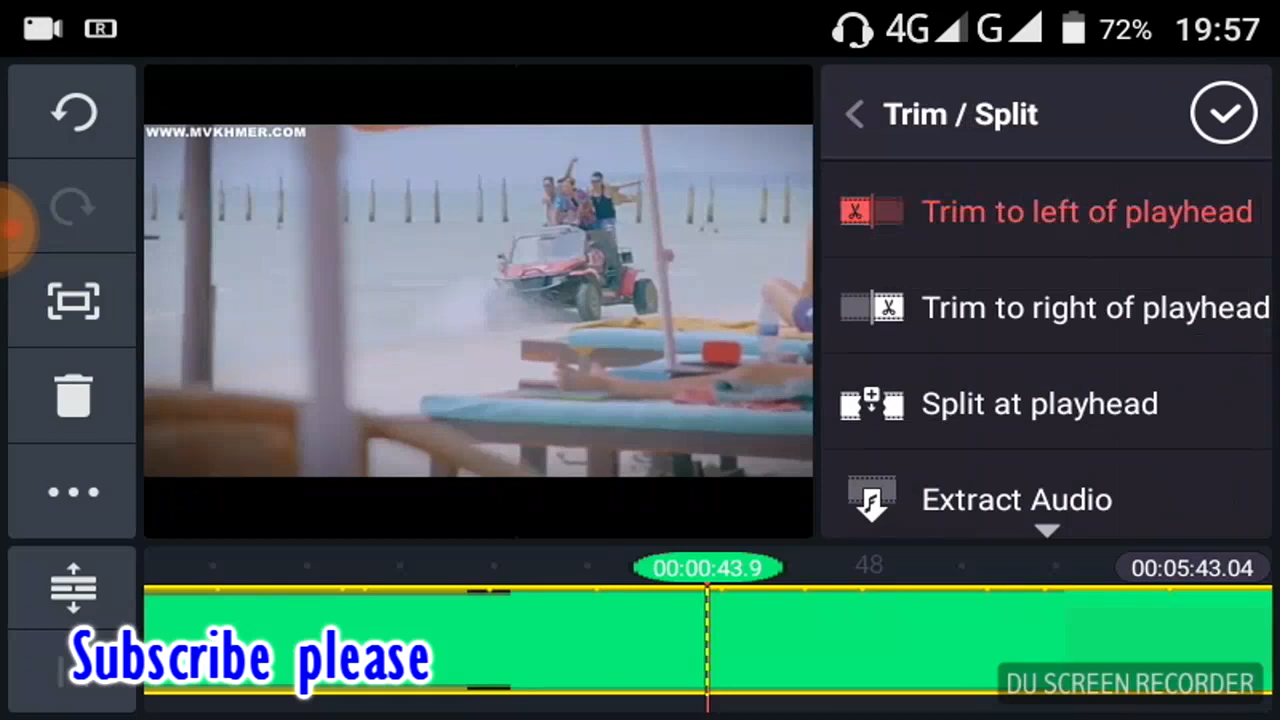 R
4G G 72% 19:57
WWW.MVKHMER.COM
Trim / Split
Trim to left of playhead
Trim to right of playhead
Split at playhead
Extract Audio
00:00:43.9
48
00:05:43.04
Subscribe please
DU SCREEN RECORDER